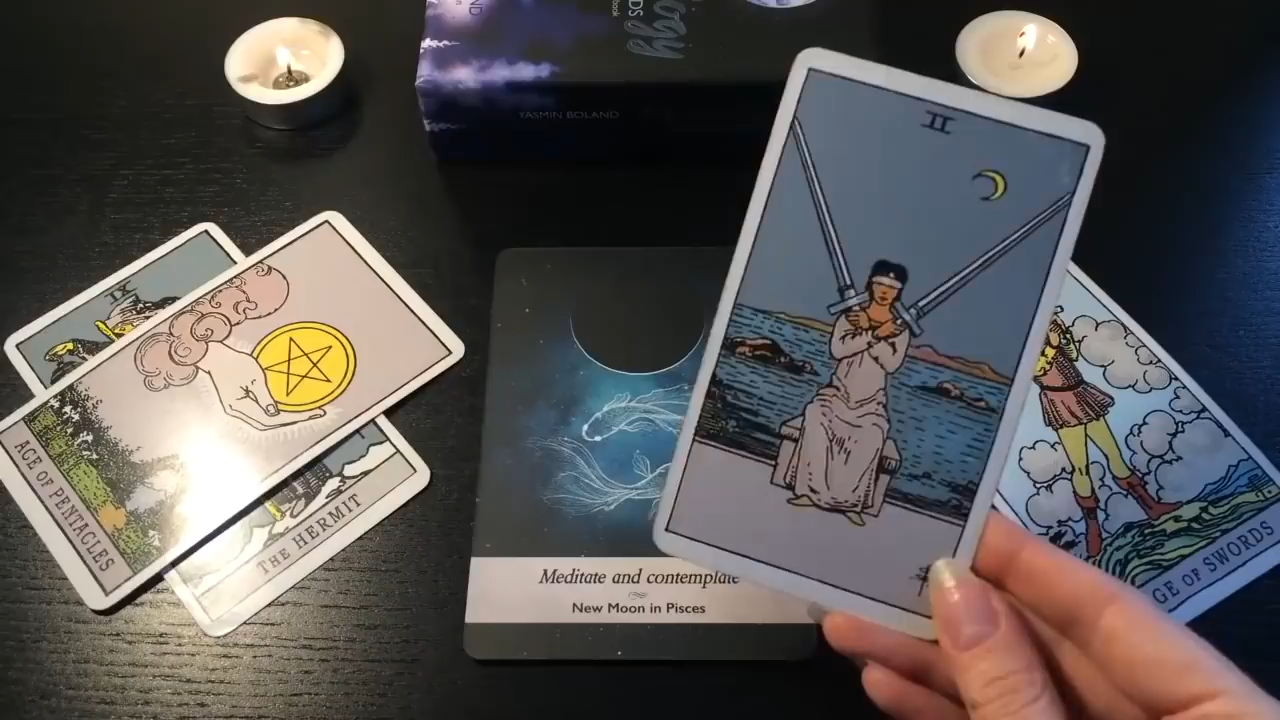 YASMIN BOLAND
II
IX
ACE OF PENTACLES
THE HERMIT
Meditate and contemplate
New Moon in Pisces
GE OF SWORDS